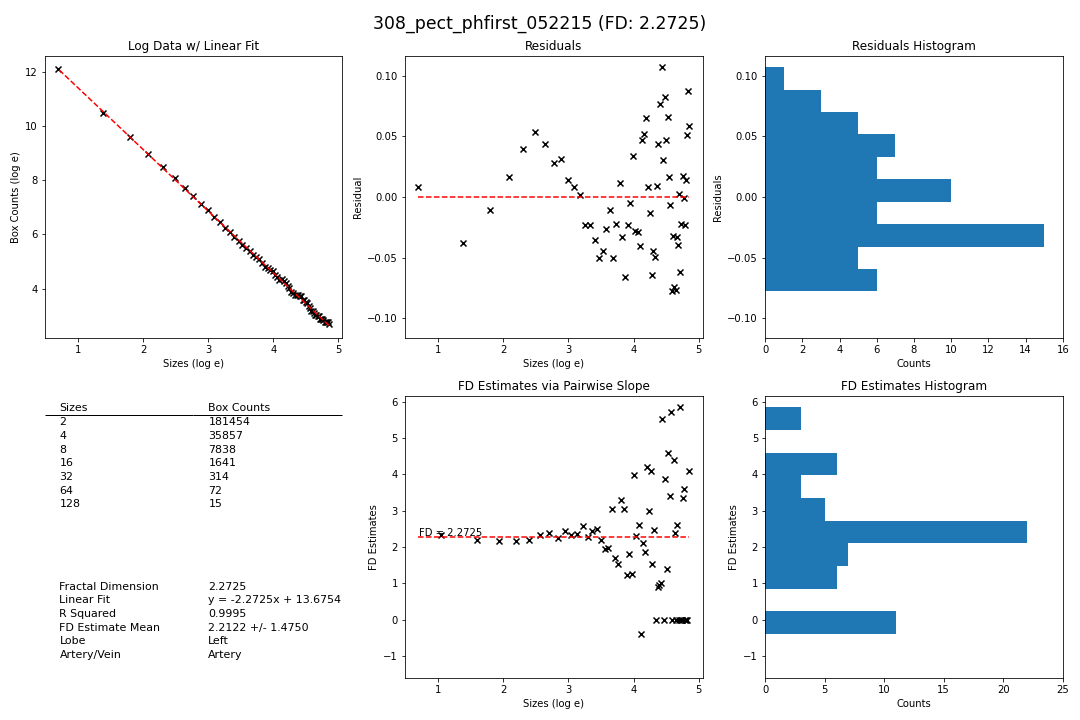 308_pect_phfirst_052215 (FD: 2.2725)
Log Data w/ Linear Fit
Box Counts (log e)
12
10
8
6
4
1 2 3 4 5
Sizes (log e)
Residuals
Residual
0.10
0.05
0.00
−0.05
−0.10
1 2 3 4 5
Sizes (log e)
Residuals Histogram
Residuals
0.10
0.05
0.00
−0.05
−0.10
0 2 4 6 8 10 12 14 16
Counts
Sizes Box Counts
2 181454
4 35857
8 7838
16 1641
32 314
64 72
128 15
Fractal Dimension 2.2725
Linear Fit y = -2.2725x + 13.6754
R Squared 0.9995
FD Estimate Mean 2.2122 +/- 1.4750
Lobe Left
Artery/Vein Artery
FD Estimates via Pairwise Slope
FD Estimates
6
5
4
3
2
1
0
−1
FD = 2.2725
1 2 3 4 5
Sizes (log e)
FD Estimates Histogram
FD Estimates
6
5
4
3
2
1
0
−1
0 5 10 15 20 25
Counts